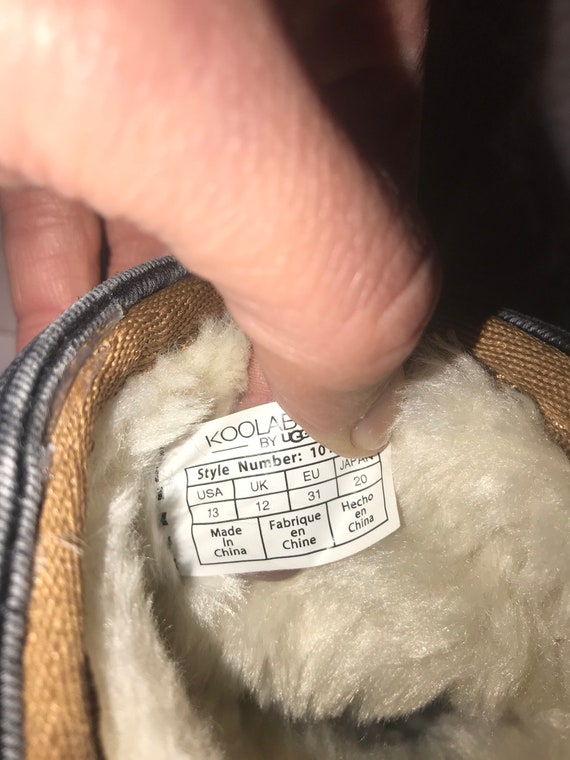 KOOLAB
BY UGG
Style Number: 10
USA UK EU JAPAN
13 12 31 20
Made in China Fabrique en Chine Hecho en China